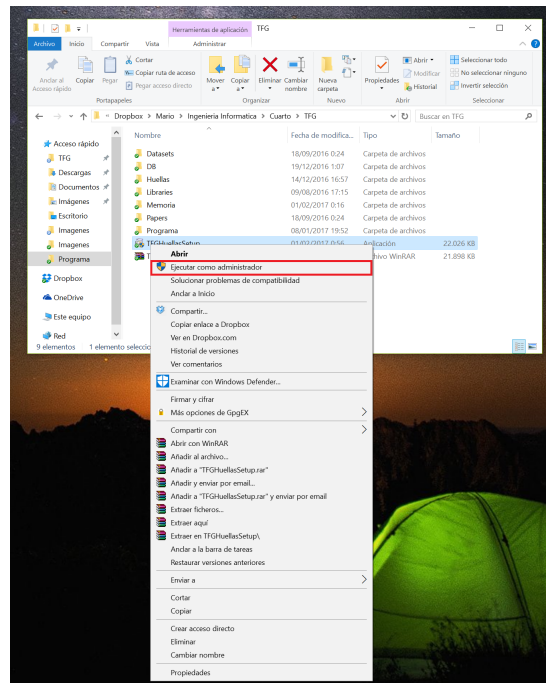 Herramientas de aplicación TFG
Archivo Inicio Compartir Vista Administrar
Anclar al Acceso rápido
Copiar
Pegar
Cortar
Copiar ruta de acceso
Pegar acceso directo
Portapapeles
Mover a
Copiar a
Eliminar
Cambiar nombre
Organizar
Nueva carpeta
Nuevo
Propiedades
Abrir
Modificar
Historial
Abrir
Seleccionar todo
No seleccionar ninguno
Invertir selección
Seleccionar
« Dropbox > Mario > Ingenieria Informatica > Cuarto > TFG
Buscar en TFG
Nombre Fecha de modifica... Tipo Tamaño
Acceso rápido
TFG
Descargas
Documentos
Imágenes
Escritorio
Imagenes
Imagenes
Programa
Dropbox
OneDrive
Este equipo
Red
Datasets 18/09/2016 0:24 Carpeta de archivos
DB 19/12/2016 1:07 Carpeta de archivos
Huellas 14/12/2016 16:57 Carpeta de archivos
Libraries 09/08/2016 17:15 Carpeta de archivos
Memoria 01/02/2017 0:16 Carpeta de archivos
Papers 18/09/2016 0:24 Carpeta de archivos
Programa 08/01/2017 19:52 Carpeta de archivos
TFGHuellasSetup 01/02/2017 0:56 Aplicación 22.026 KB
T chivo WinRAR 21.898 KB
9 elementos 1 elemento seleccio
Abrir
Ejecutar como administrador
Solucionar problemas de compatibilidad
Anclar a Inicio
Compartir...
Copiar enlace a Dropbox
Ver en Dropbox.com
Historial de versiones
Ver comentarios
Examinar con Windows Defender...
Firmar y cifrar
Más opciones de GpgEX
Compartir con
Abrir con WinRAR
Añadir al archivo...
Añadir a "TFGHuellasSetup.rar"
Añadir y enviar por email...
Añadir a "TFGHuellasSetup.rar" y enviar por email
Extraer ficheros...
Extraer aquí
Extraer en TFGHuellasSetup\
Anclar a la barra de tareas
Restaurar versiones anteriores
Enviar a
Cortar
Copiar
Crear acceso directo
Eliminar
Cambiar nombre
Propiedades